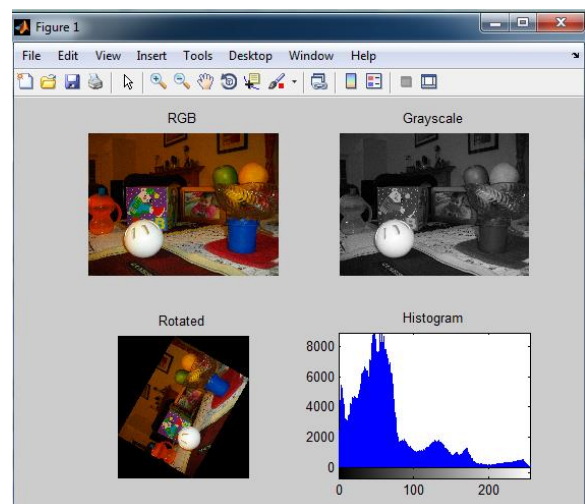 Figure 1
File Edit View Insert Tools Desktop Window Help
RGB
Grayscale
Rotated
Histogram
8000
6000
4000
2000
0
0 100 200